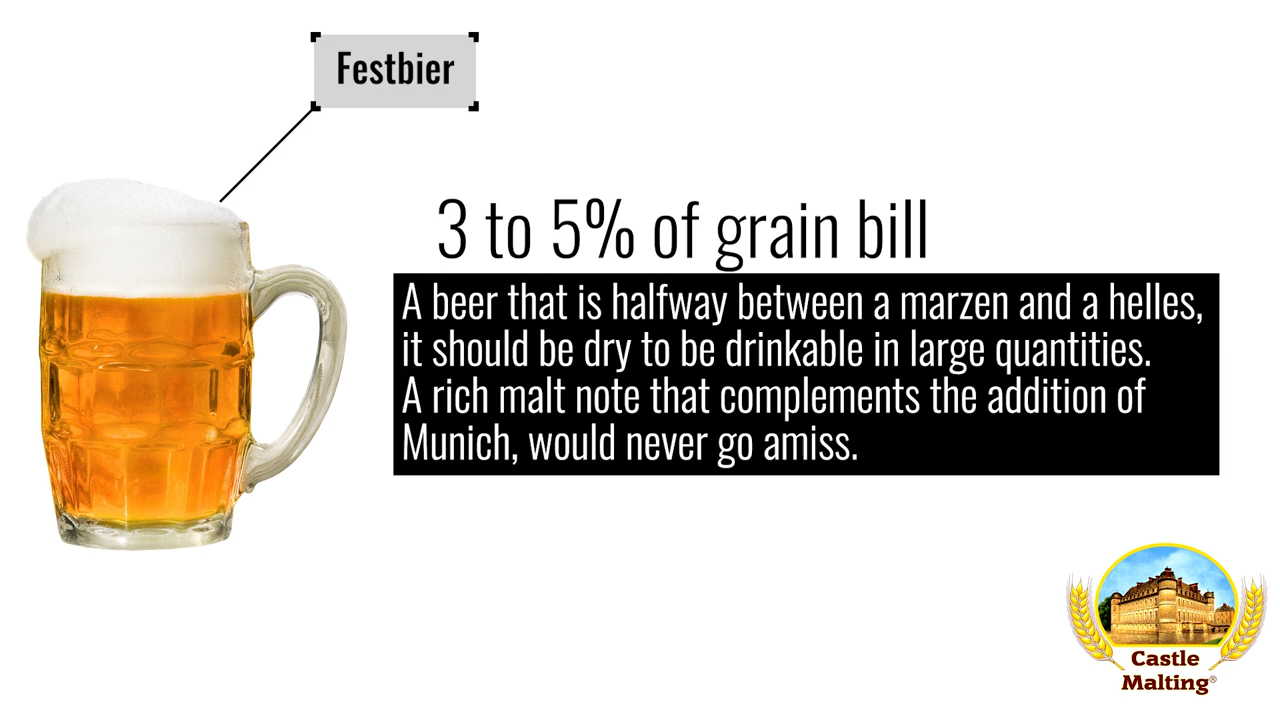 Festbier
3 to 5% of grain bill
A beer that is halfway between a marzen and a helles,
it should be dry to be drinkable in large quantities.
A rich malt note that complements the addition of
Munich, would never go amiss.
Castle
Malting®